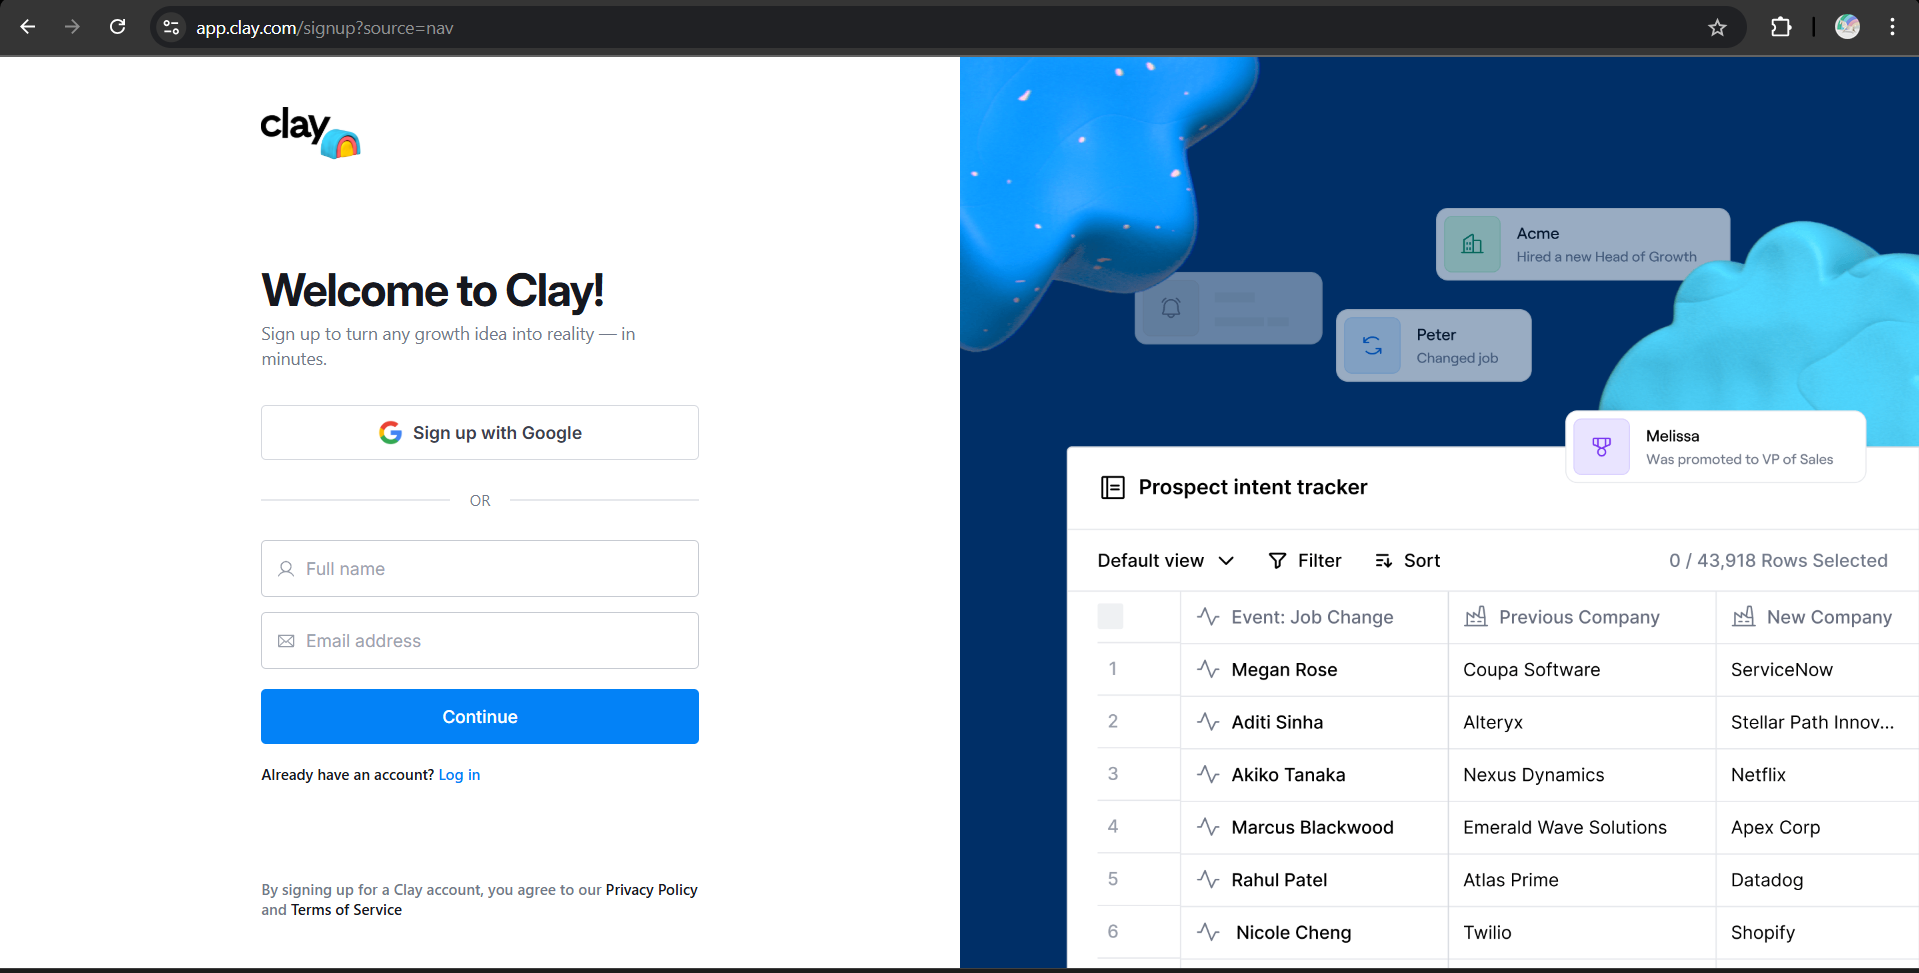 app.clay.com/signup?source=nav
clay
Welcome to Clay!
Sign up to turn any growth idea into reality — in
minutes.
Sign up with Google
OR
Full name
Email address
Continue
Already have an account? Log in
By signing up for a Clay account, you agree to our Privacy Policy
and Terms of Service
Acme
Hired a new Head of Growth
Peter
Changed job
Melissa
Was promoted to VP of Sales
Prospect intent tracker
Default view Filter Sort 0 / 43,918 Rows Selected
Event: Job Change Previous Company New Company
1 Megan Rose Coupa Software ServiceNow
2 Aditi Sinha Alteryx Stellar Path Innov...
3 Akiko Tanaka Nexus Dynamics Netflix
4 Marcus Blackwood Emerald Wave Solutions Apex Corp
5 Rahul Patel Atlas Prime Datadog
6 Nicole Cheng Twilio Shopify